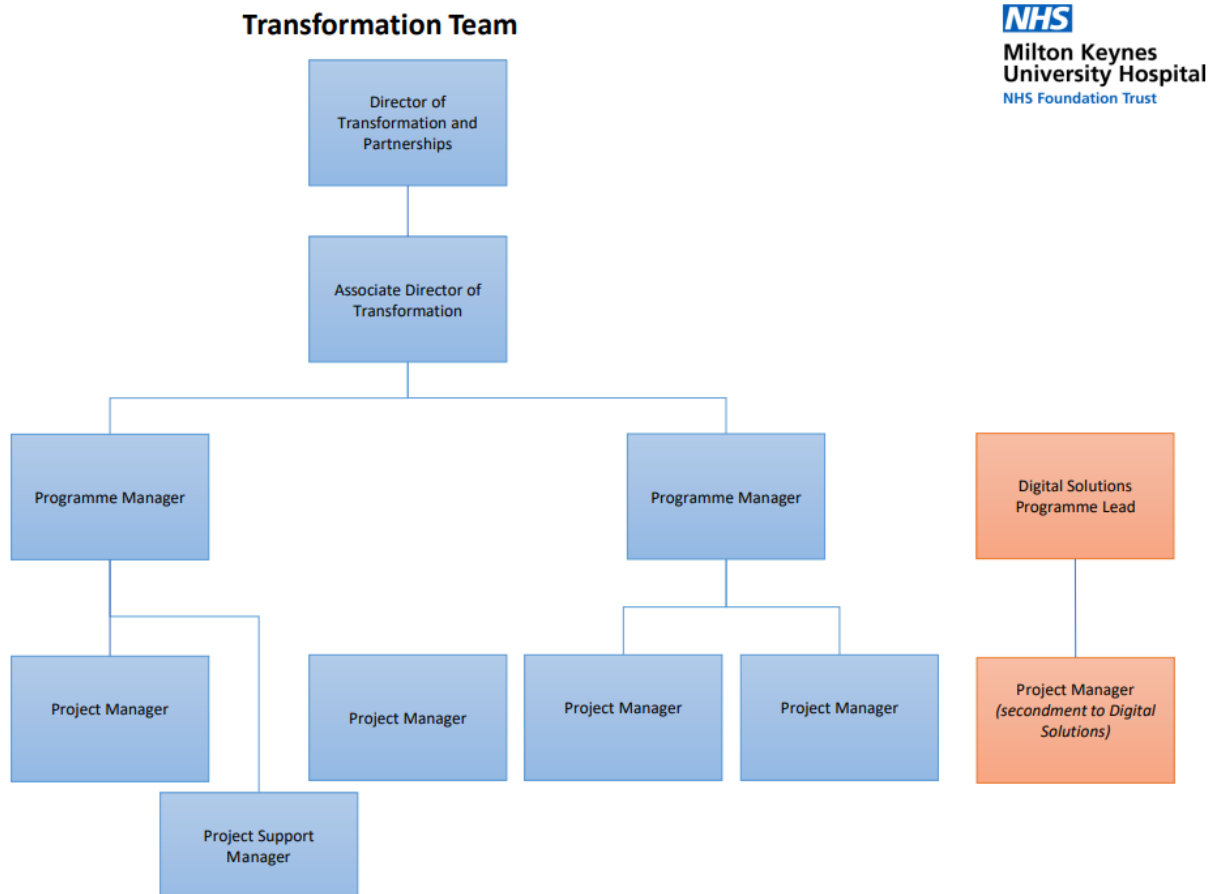 Transformation Team
NHS
Milton Keynes
University Hospital
NHS Foundation Trust
Director of
Transformation and
Partnerships
Associate Director of
Transformation
Programme Manager
Programme Manager
Digital Solutions
Programme Lead
Project Manager
Project Manager
Project Manager
Project Manager
Project Manager
(secondment to Digital
Solutions)
Project Support
Manager